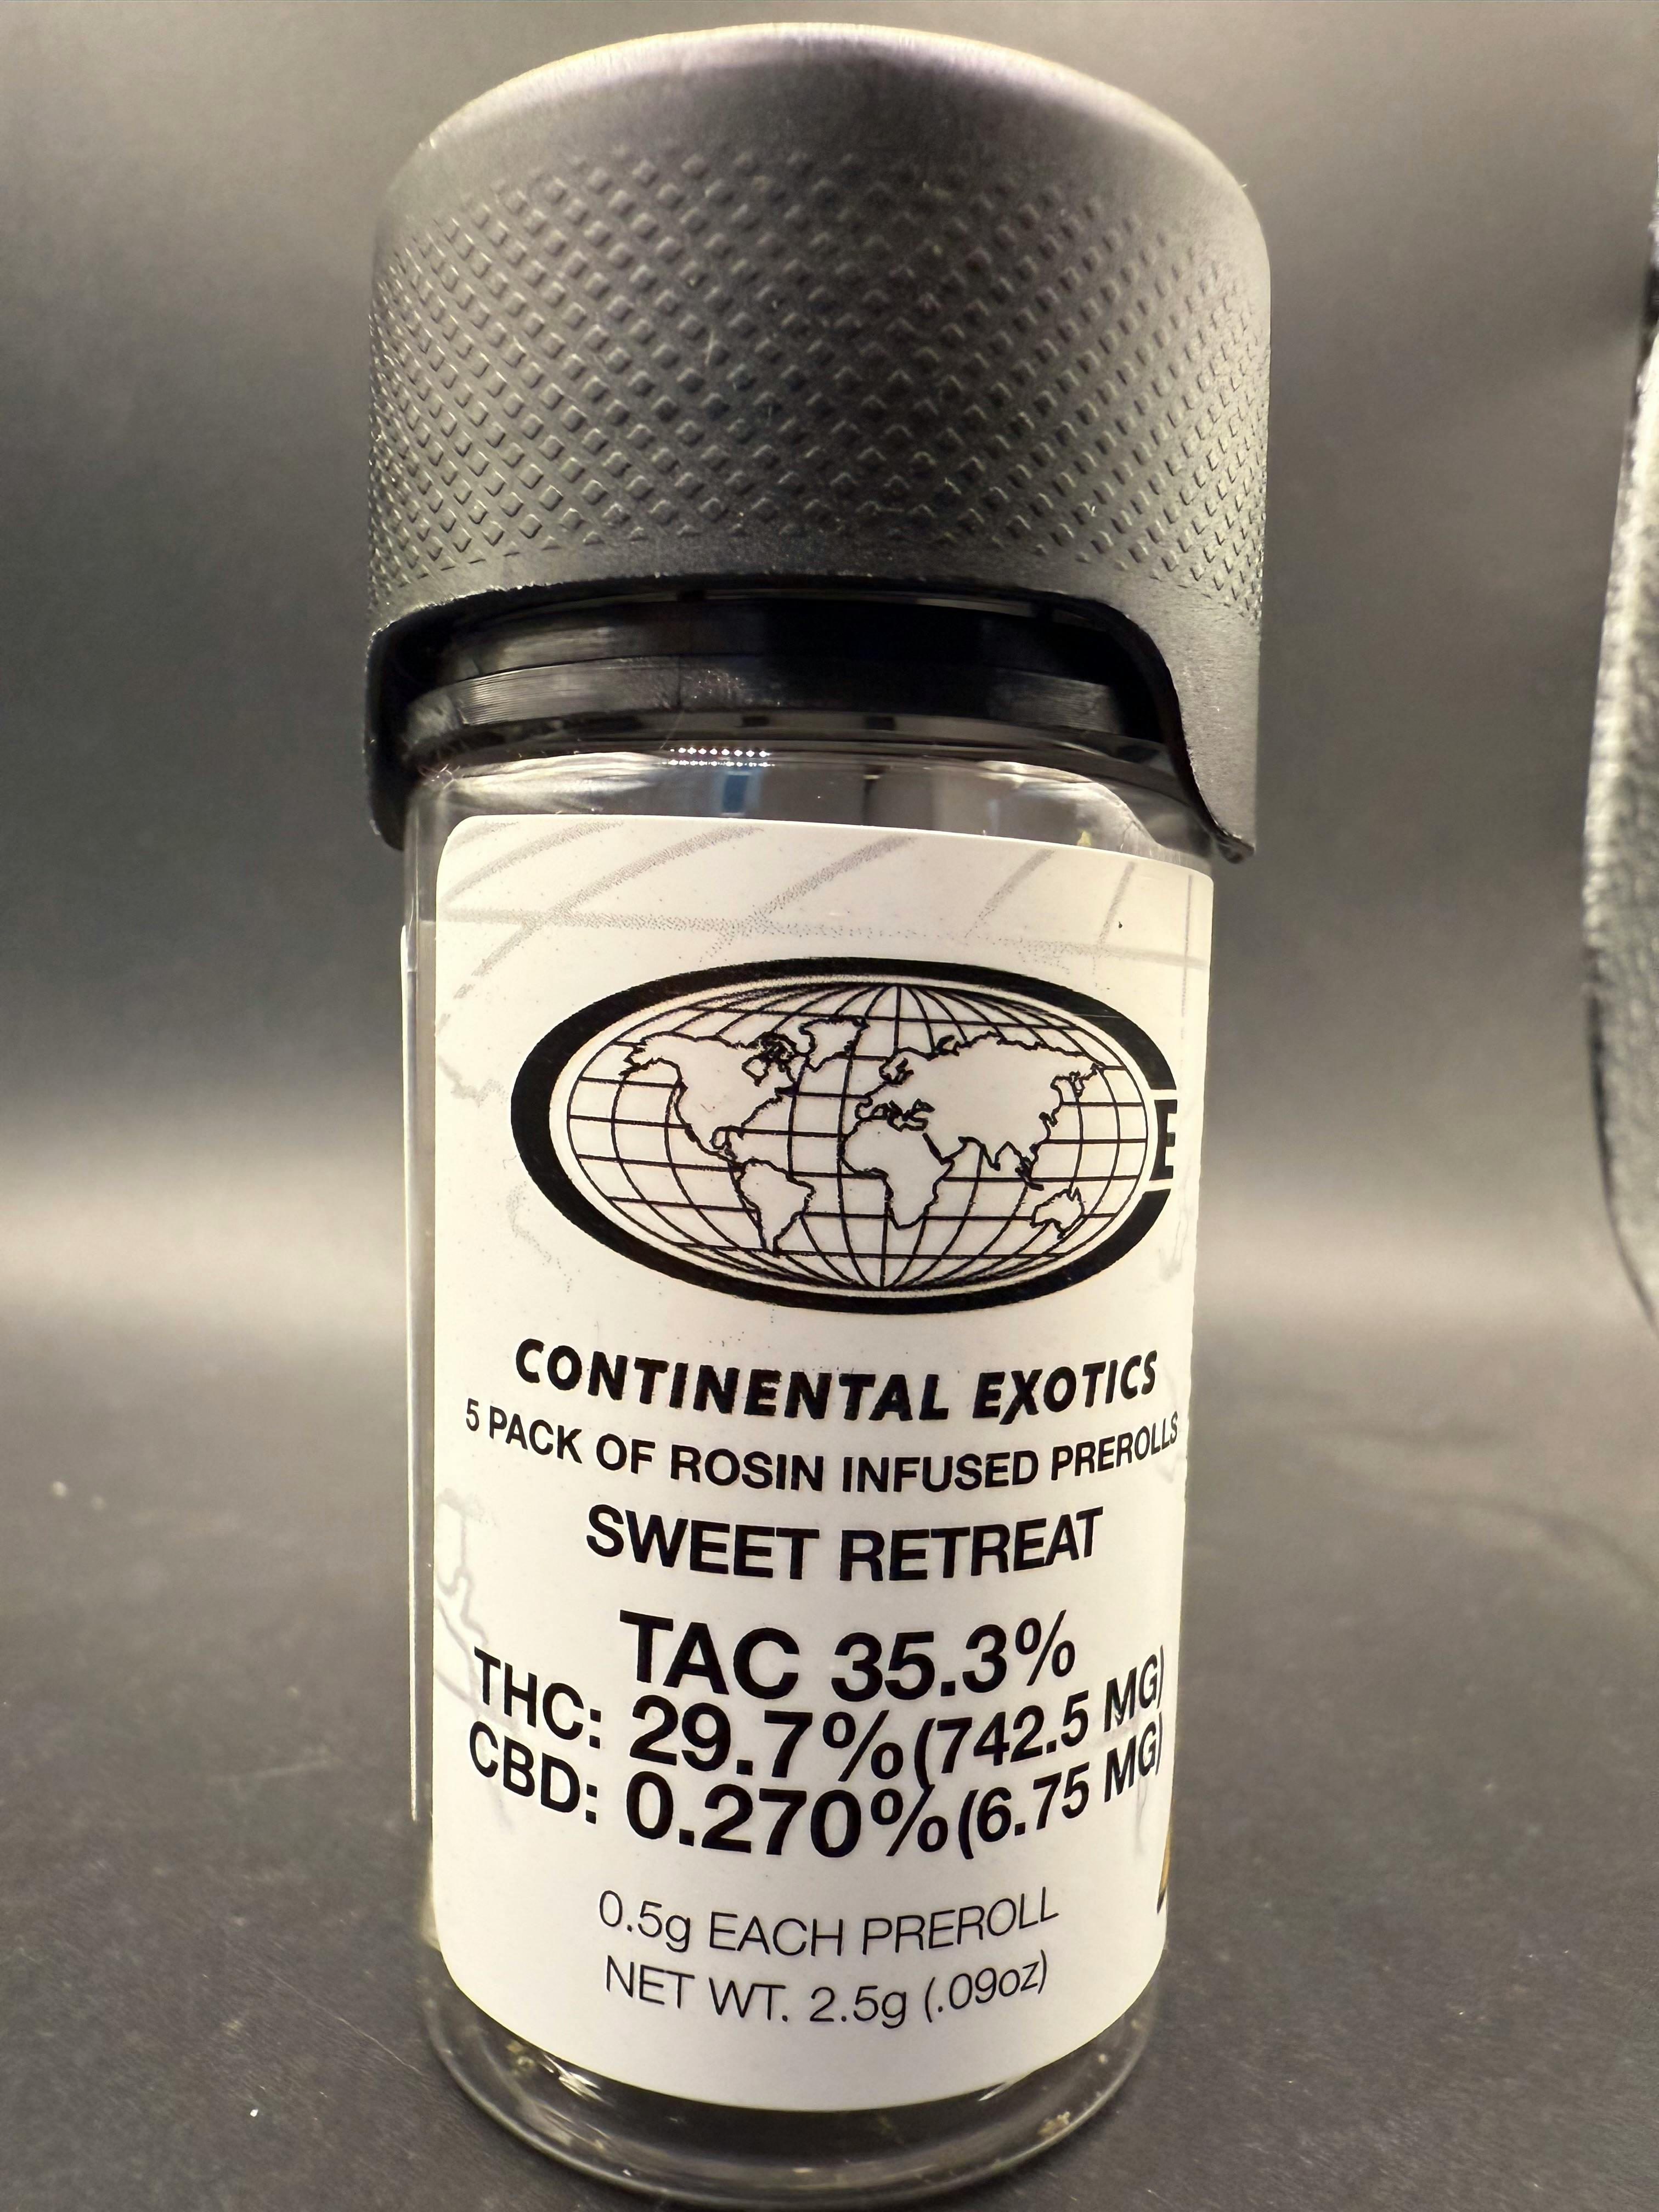 E
CONTINENTAL EXOTICS
5 PACK OF ROSIN INFUSED PREROLLS
SWEET RETREAT
TAC 35.3%
THC: 29.7% (742.5 MG)
CBD: 0.270% (6.75 MG)
0.5g EACH PREROLL
NET WT. 2.5g (.09oz)